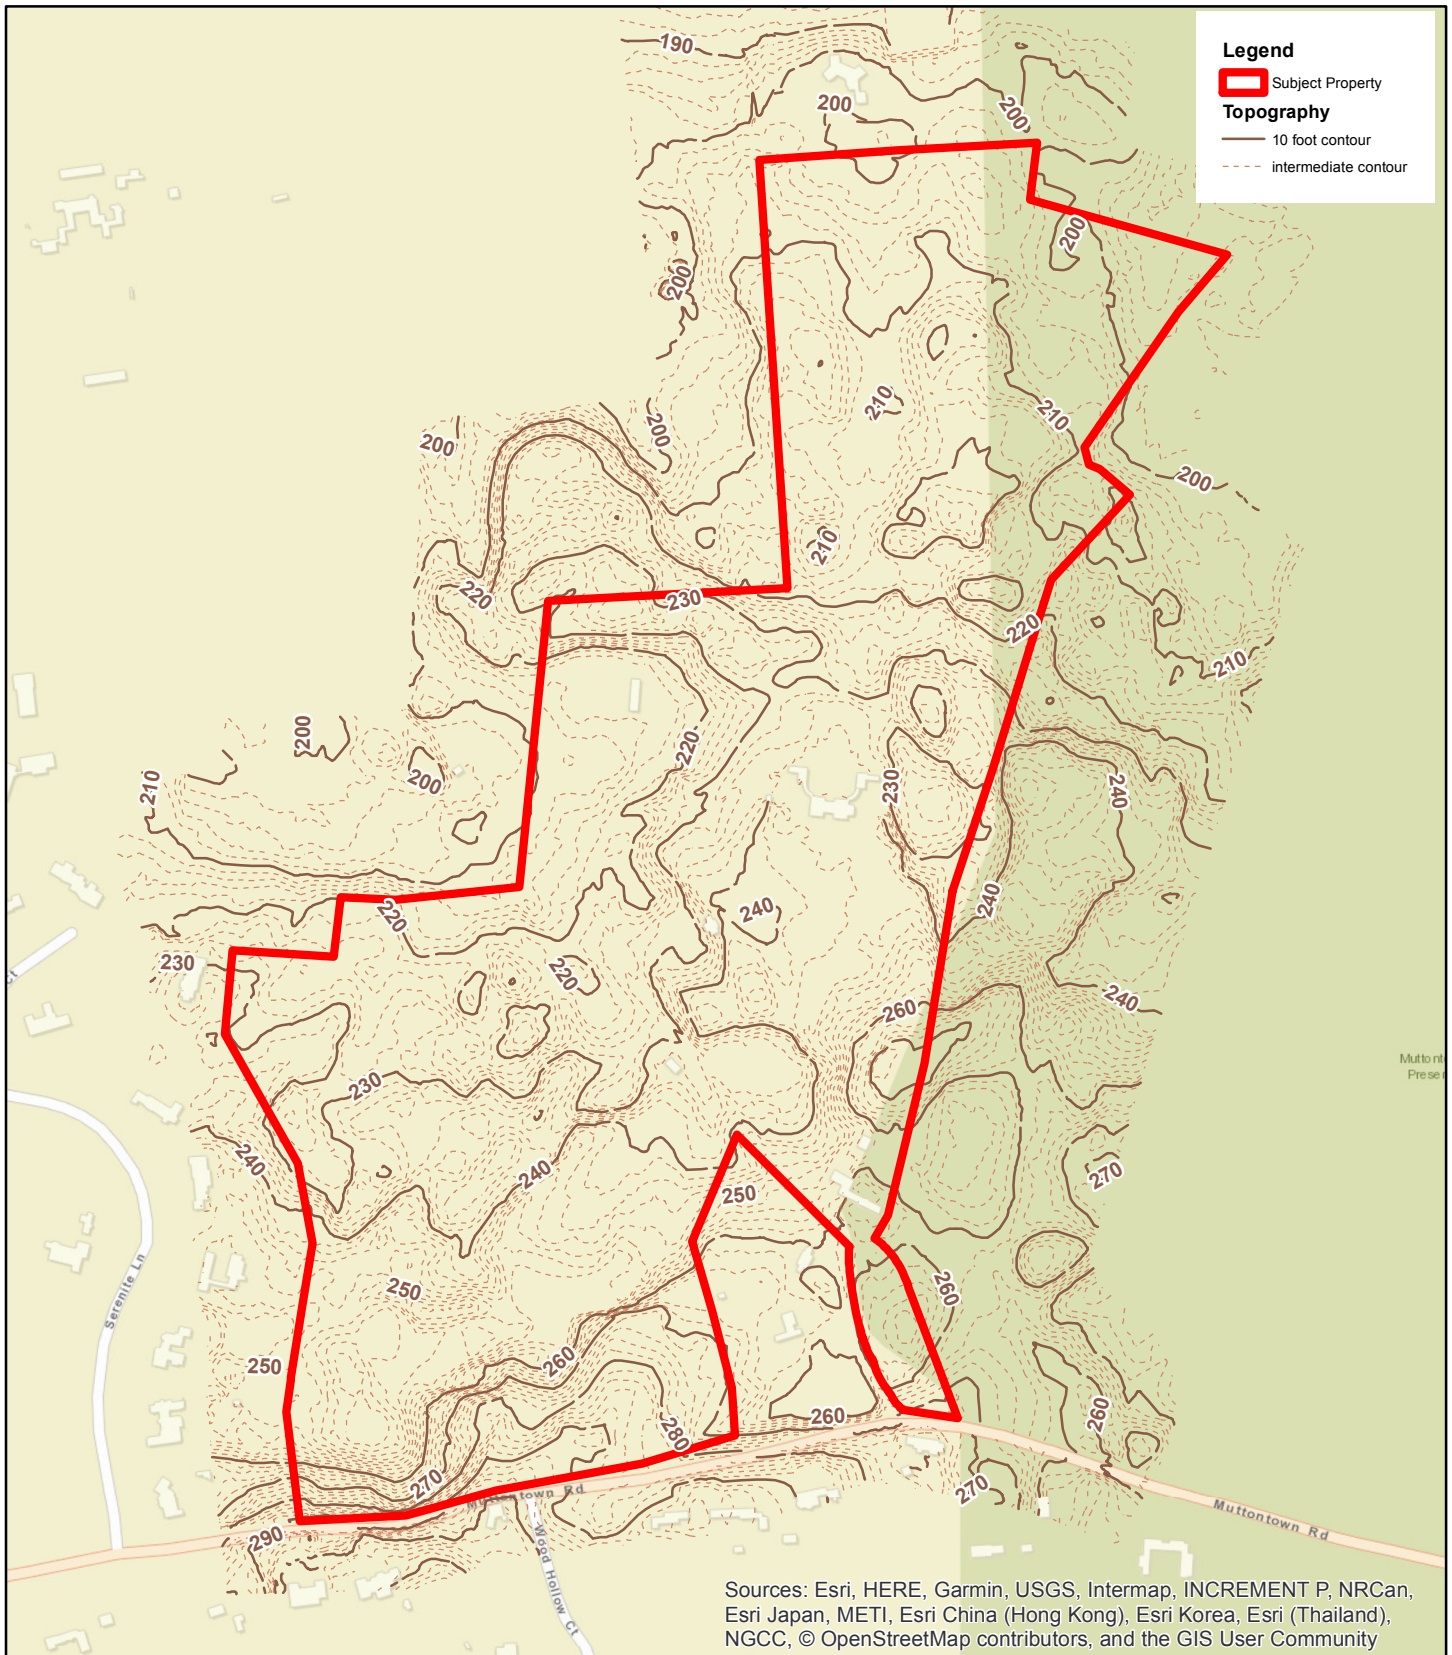 190
Legend
Subject Property
Topography
10 foot contour
intermediate contour
200
200
200
200
210
210
200
200
200
210
220
230
220
210
220
200
210
200
230
240
240
240
230
220
220
260
240
230
240
240
250
270
250
260
250
260
280
260
260
270
270
290
Serenite Ln
Ct
Muttontown Rd
Wood Hollow Ct
Muttontown Rd
Muttont
Preser
Sources: Esri, HERE, Garmin, USGS, Intermap, INCREMENT P, NRCan,
Esri Japan, METI, Esri China (Hong Kong), Esri Korea, Esri (Thailand),
NGCC, © OpenStreetMap contributors, and the GIS User Community